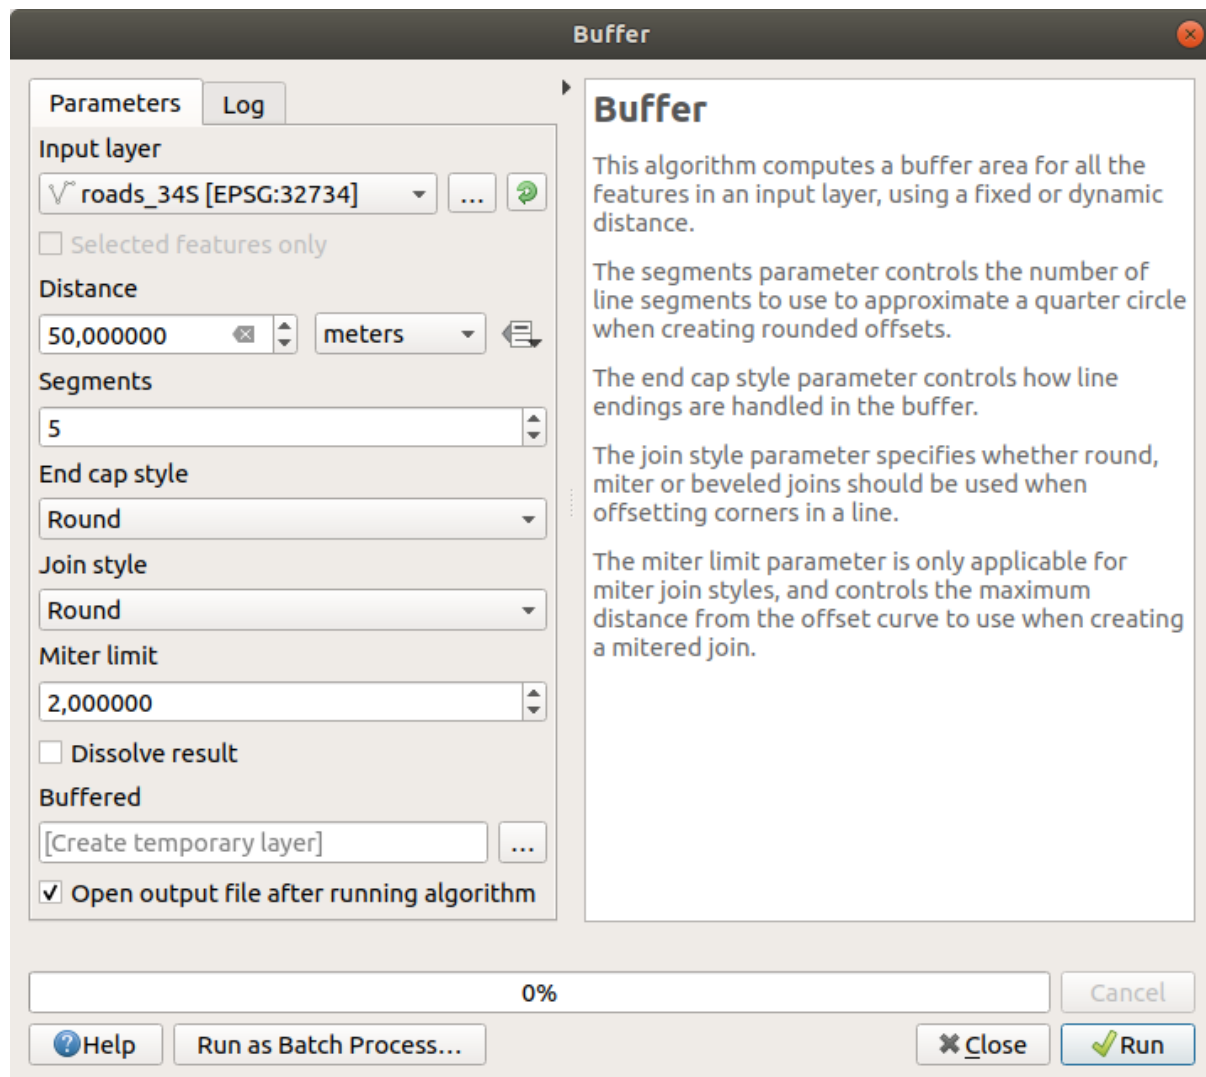 Buffer
Parameters
Log
Input layer
roads_34S [EPSG:32734]
...
Selected features only
Distance
50,000000
meters
Segments
5
End cap style
Round
Join style
Round
Miter limit
2,000000
Dissolve result
Buffered
[Create temporary layer]
...
Open output file after running algorithm
Buffer
This algorithm computes a buffer area for all the
features in an input layer, using a fixed or dynamic
distance.
The segments parameter controls the number of
line segments to use to approximate a quarter circle
when creating rounded offsets.
The end cap style parameter controls how line
endings are handled in the buffer.
The join style parameter specifies whether round,
miter or beveled joins should be used when
offsetting corners in a line.
The miter limit parameter is only applicable for
miter join styles, and controls the maximum
distance from the offset curve to use when creating
a mitered join.
0%
Cancel
Help
Run as Batch Process...
Close
Run